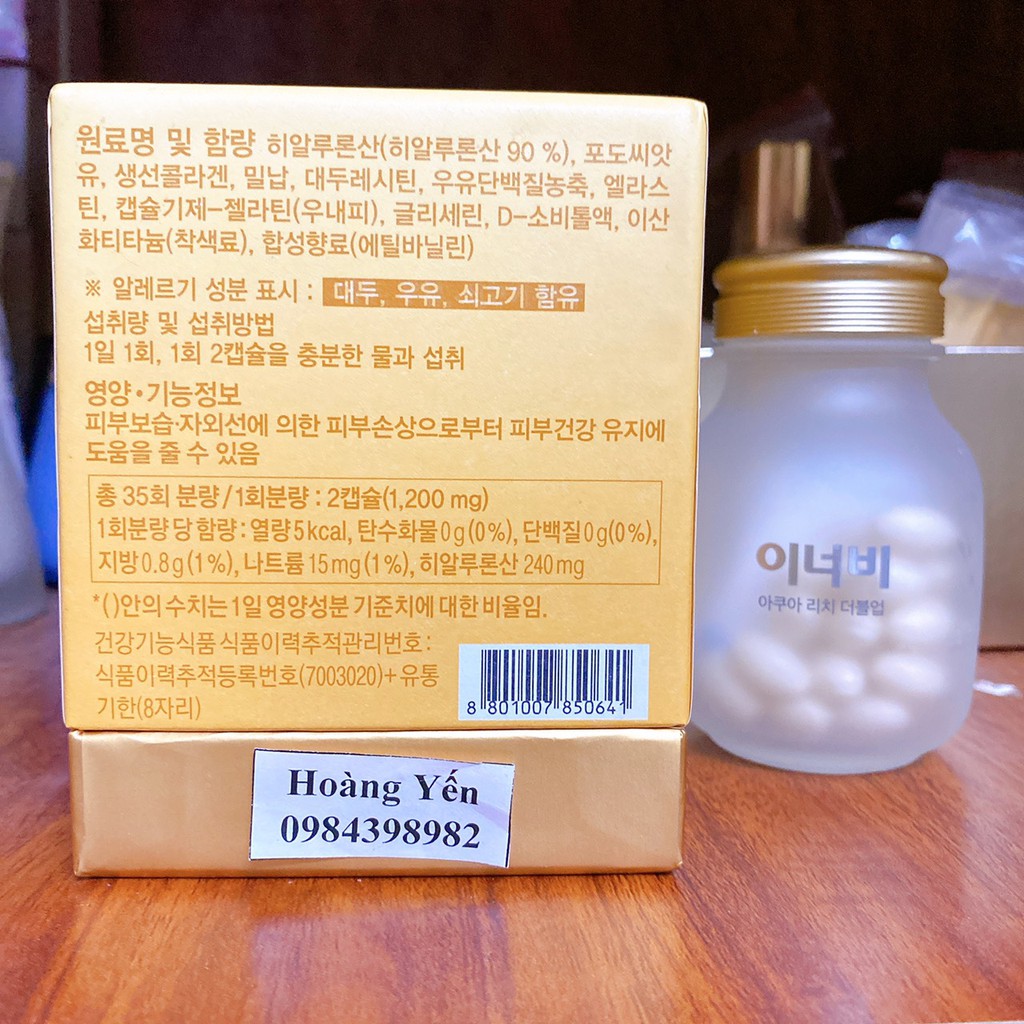 원료명 및 함량 히알루론산(히알루론산 90 %), 포도씨앗
유, 생선콜라겐, 밀납, 대두레시틴, 우유단백질농축, 엘라스
틴, 캡슐기제-젤라틴(우내피), 글리세린, D-소비톨액, 이산
화티타늄(착색료), 합성향료(에틸바닐린)
※ 알레르기 성분 표시 : 대두, 우유, 쇠고기 함유
섭취량 및 섭취방법
1일 1회, 1회 2캡슐을 충분한 물과 섭취
영양·기능정보
피부보습·자외선에 의한 피부손상으로부터 피부건강 유지에
도움을 줄 수 있음
총 35회 분량 / 1회분량 : 2캡슐(1,200 mg)
1회분량 당 함량 : 열량 5 kcal, 탄수화물 0 g (0%), 단백질 0 g (0%),
지방 0.8 g (1%), 나트륨 15 mg (1%), 히알루론산 240 mg
*( )안의 수치는 1일 영양성분 기준치에 대한 비율임.
건강기능식품 식품이력추적관리번호 :
식품이력추적등록번호(7003020)+유통
기한(8자리)
8 801007 850641
Hoàng Yến
0984398982
이너비
아쿠아 리치 더블업